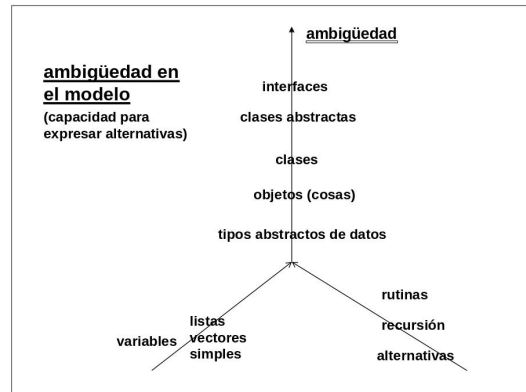 ambigüedad
ambigüedad en
el modelo
(capacidad para
expresar alternativas)
interfaces
clases abstractas
clases
objetos (cosas)
tipos abstractos de datos
variables
listas
vectores
simples
rutinas
recursión
alternativas